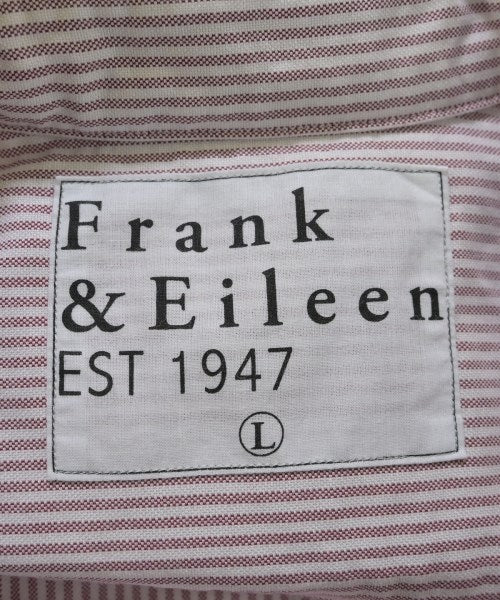 Frank
& Eileen
EST 1947
L